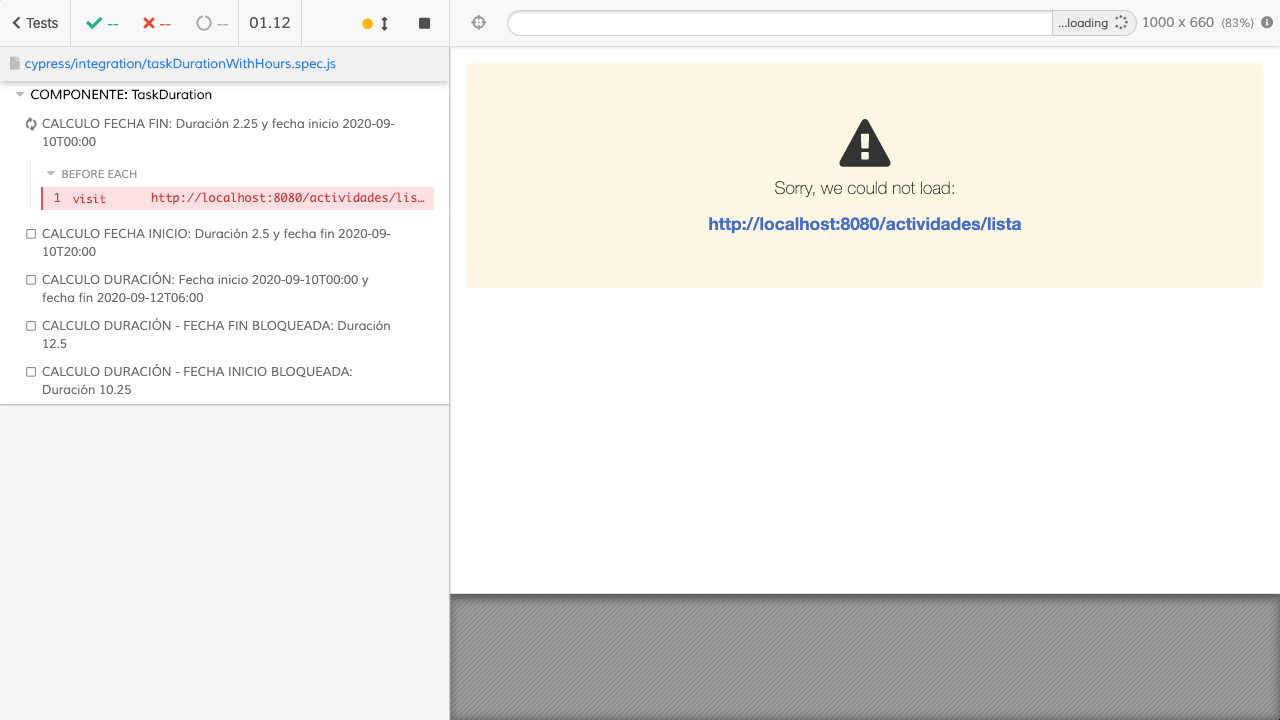 Tests
--
--
--
01.12
...loading
1000 x 660 (83%)
cypress/integration/taskDurationWithHours.spec.js
COMPONENTE: TaskDuration
CALCULO FECHA FIN: Duración 2.25 y fecha inicio 2020-09-
10T00:00
BEFORE EACH
1 visit http://localhost:8080/actividades/lis...
CALCULO FECHA INICIO: Duración 2.5 y fecha fin 2020-09-
10T20:00
CALCULO DURACIÓN: Fecha inicio 2020-09-10T00:00 y
fecha fin 2020-09-12T06:00
CALCULO DURACIÓN - FECHA FIN BLOQUEADA: Duración
12.5
CALCULO DURACIÓN - FECHA INICIO BLOQUEADA:
Duración 10.25
Sorry, we could not load:
http://localhost:8080/actividades/lista